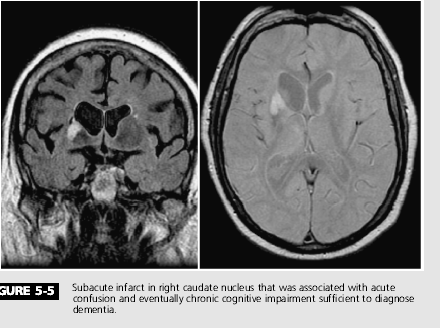 GURE 5-5 Subacute infarct in right caudate nucleus that was associated with acute
confusion and eventually chronic cognitive impairment sufficient to diagnose
dementia.